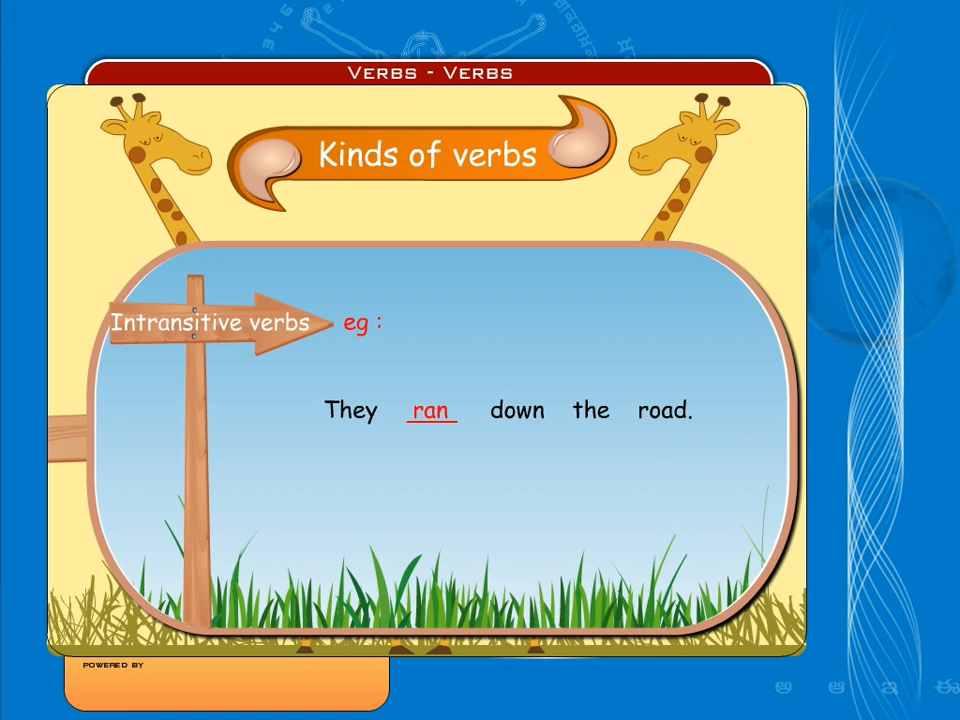 Verbs - Verbs
Kinds of verbs
Intransitive verbs eg :
They ran down the road.
POWERED BY